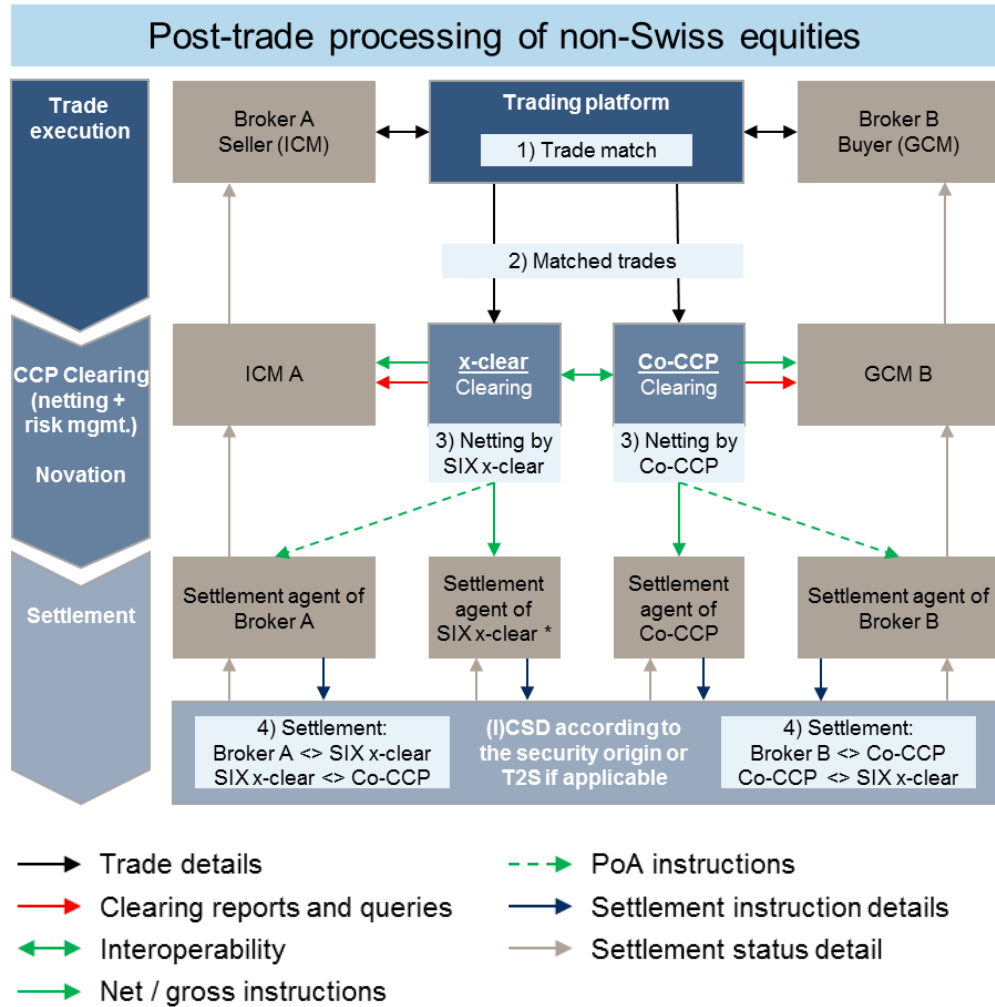 Post-trade processing of non-Swiss equities
Trade
execution
Broker A
Seller (ICM)
Trading platform
1) Trade match
Broker B
Buyer (GCM)
2) Matched trades
CCP Clearing
(netting +
risk mgmt.)
Novation
ICM A
x-clear
Clearing
Co-CCP
Clearing
GCM B
3) Netting by
SIX x-clear
3) Netting by
Co-CCP
Settlement
Settlement agent of
Broker A
Settlement
agent of
SIX x-clear *
Settlement
agent of
Co-CCP
Settlement agent of
Broker B
4) Settlement:
Broker A <> SIX x-clear
SIX x-clear <> Co-CCP
(I)CSD according to
the security origin or
T2S if applicable
4) Settlement:
Broker B <> Co-CCP
Co-CCP <> SIX x-clear
Trade details
Clearing reports and queries
Interoperability
Net / gross instructions
PoA instructions
Settlement instruction details
Settlement status detail